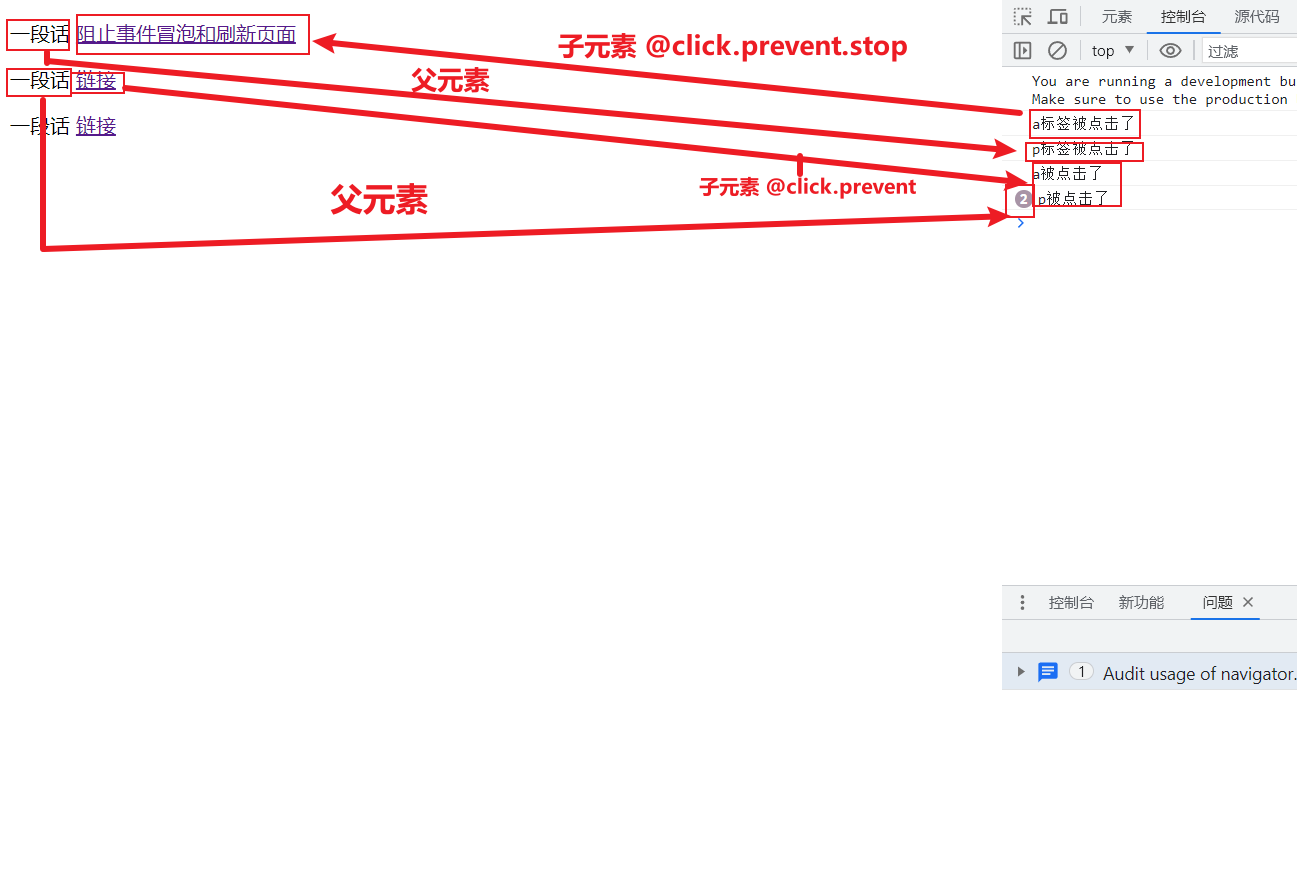 一段话 阻止事件冒泡和刷新页面
子元素 @click.prevent.stop
父元素
一段话 链接
一段话 链接
子元素 @click.prevent
父元素
元素 控制台 源代码
top 过滤
You are running a development bu
Make sure to use the production
a标签被点击了
p标签被点击了
a被点击了
2 p被点击了
控制台 新功能 问题
1 Audit usage of navigator.